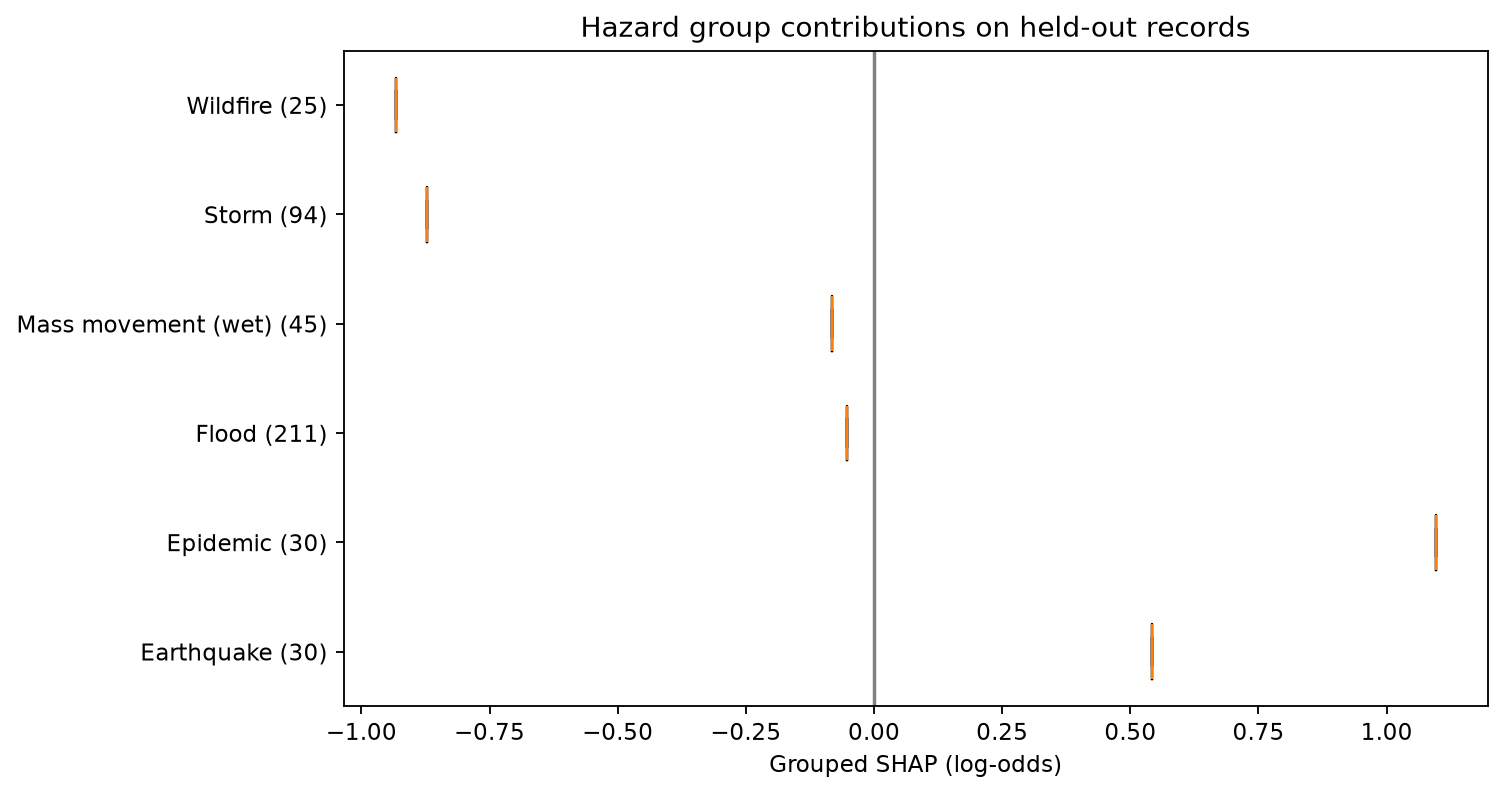 Hazard group contributions on held-out records
Wildfire (25)
Storm (94)
Mass movement (wet) (45)
Flood (211)
Epidemic (30)
Earthquake (30)
−1.00 −0.75 −0.50 −0.25 0.00 0.25 0.50 0.75 1.00
Grouped SHAP (log-odds)